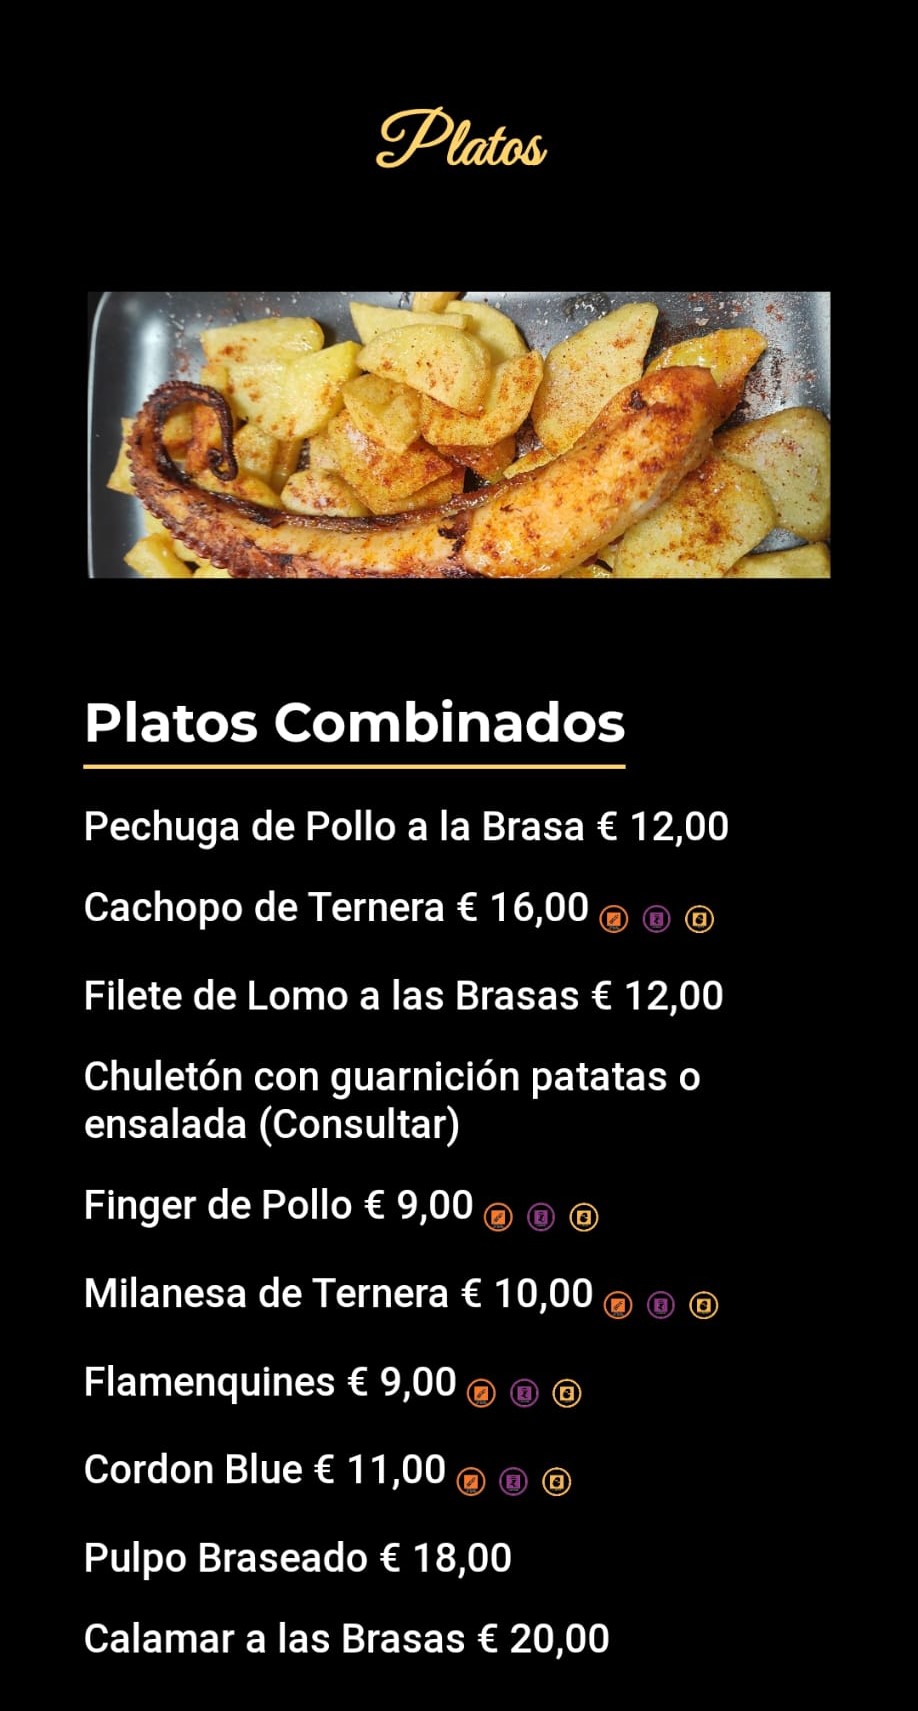 Platos
Platos Combinados
Pechuga de Pollo a la Brasa € 12,00
Cachopo de Ternera € 16,00
Filete de Lomo a las Brasas € 12,00
Chuletón con guarnición patatas o
ensalada (Consultar)
Finger de Pollo € 9,00
Milanesa de Ternera € 10,00
Flamenquines € 9,00
Cordon Blue € 11,00
Pulpo Braseado € 18,00
Calamar a las Brasas € 20,00